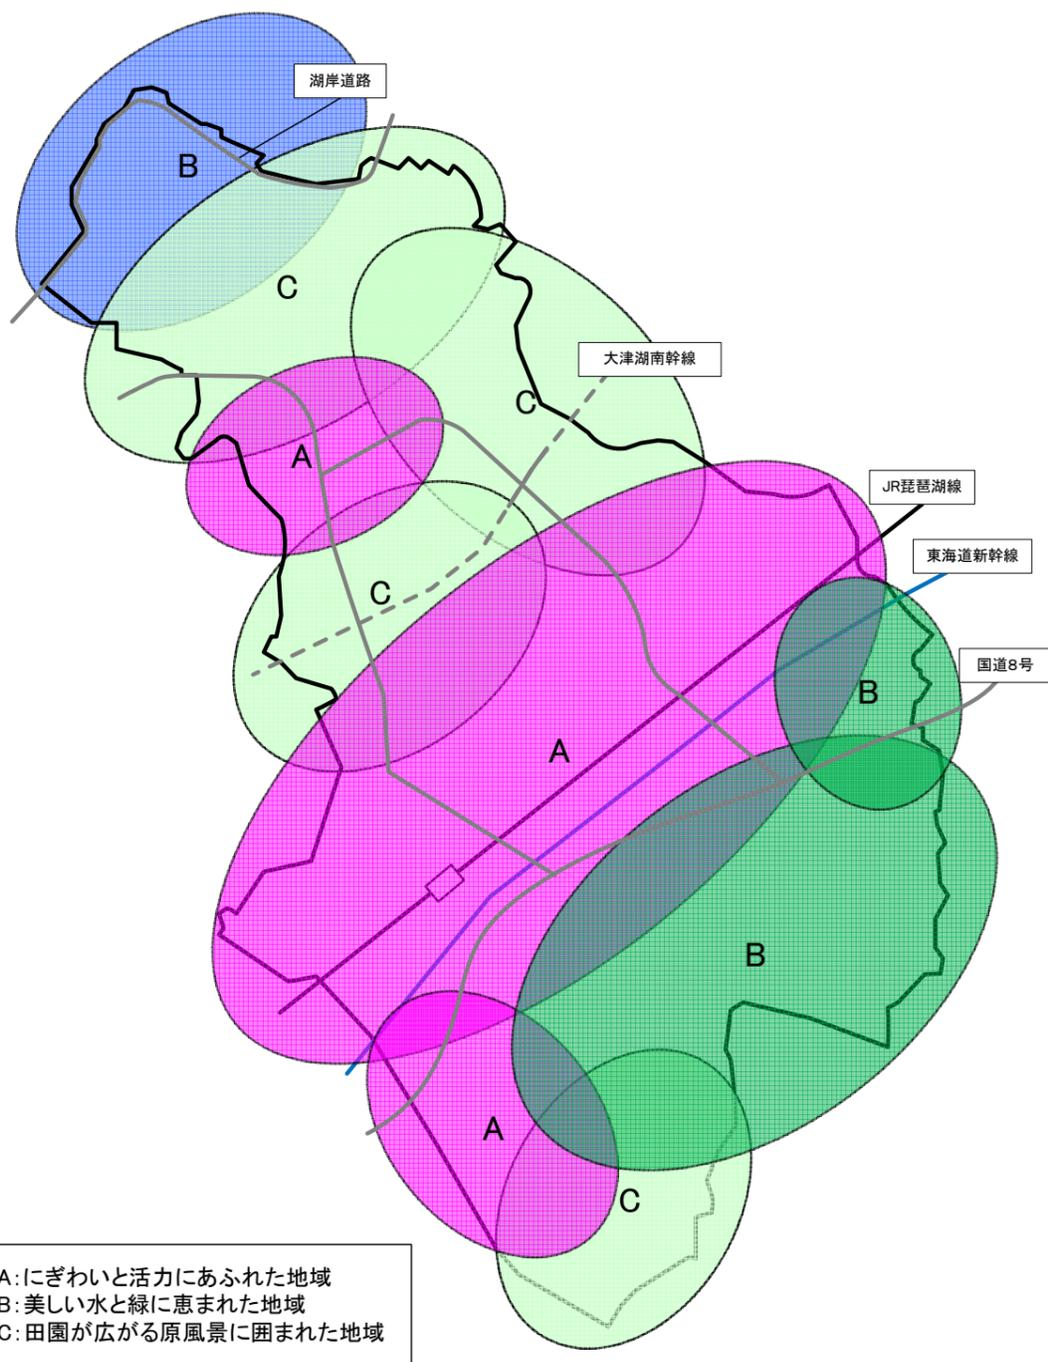 湖岸道路
B
C
大津湖南幹線
C
A
JR琵琶湖線
東海道新幹線
C
国道8号
B
A
B
A
C
A:にぎわいと活力にあふれた地域
B:美しい水と緑に恵まれた地域
C:田園が広がる原風景に囲まれた地域